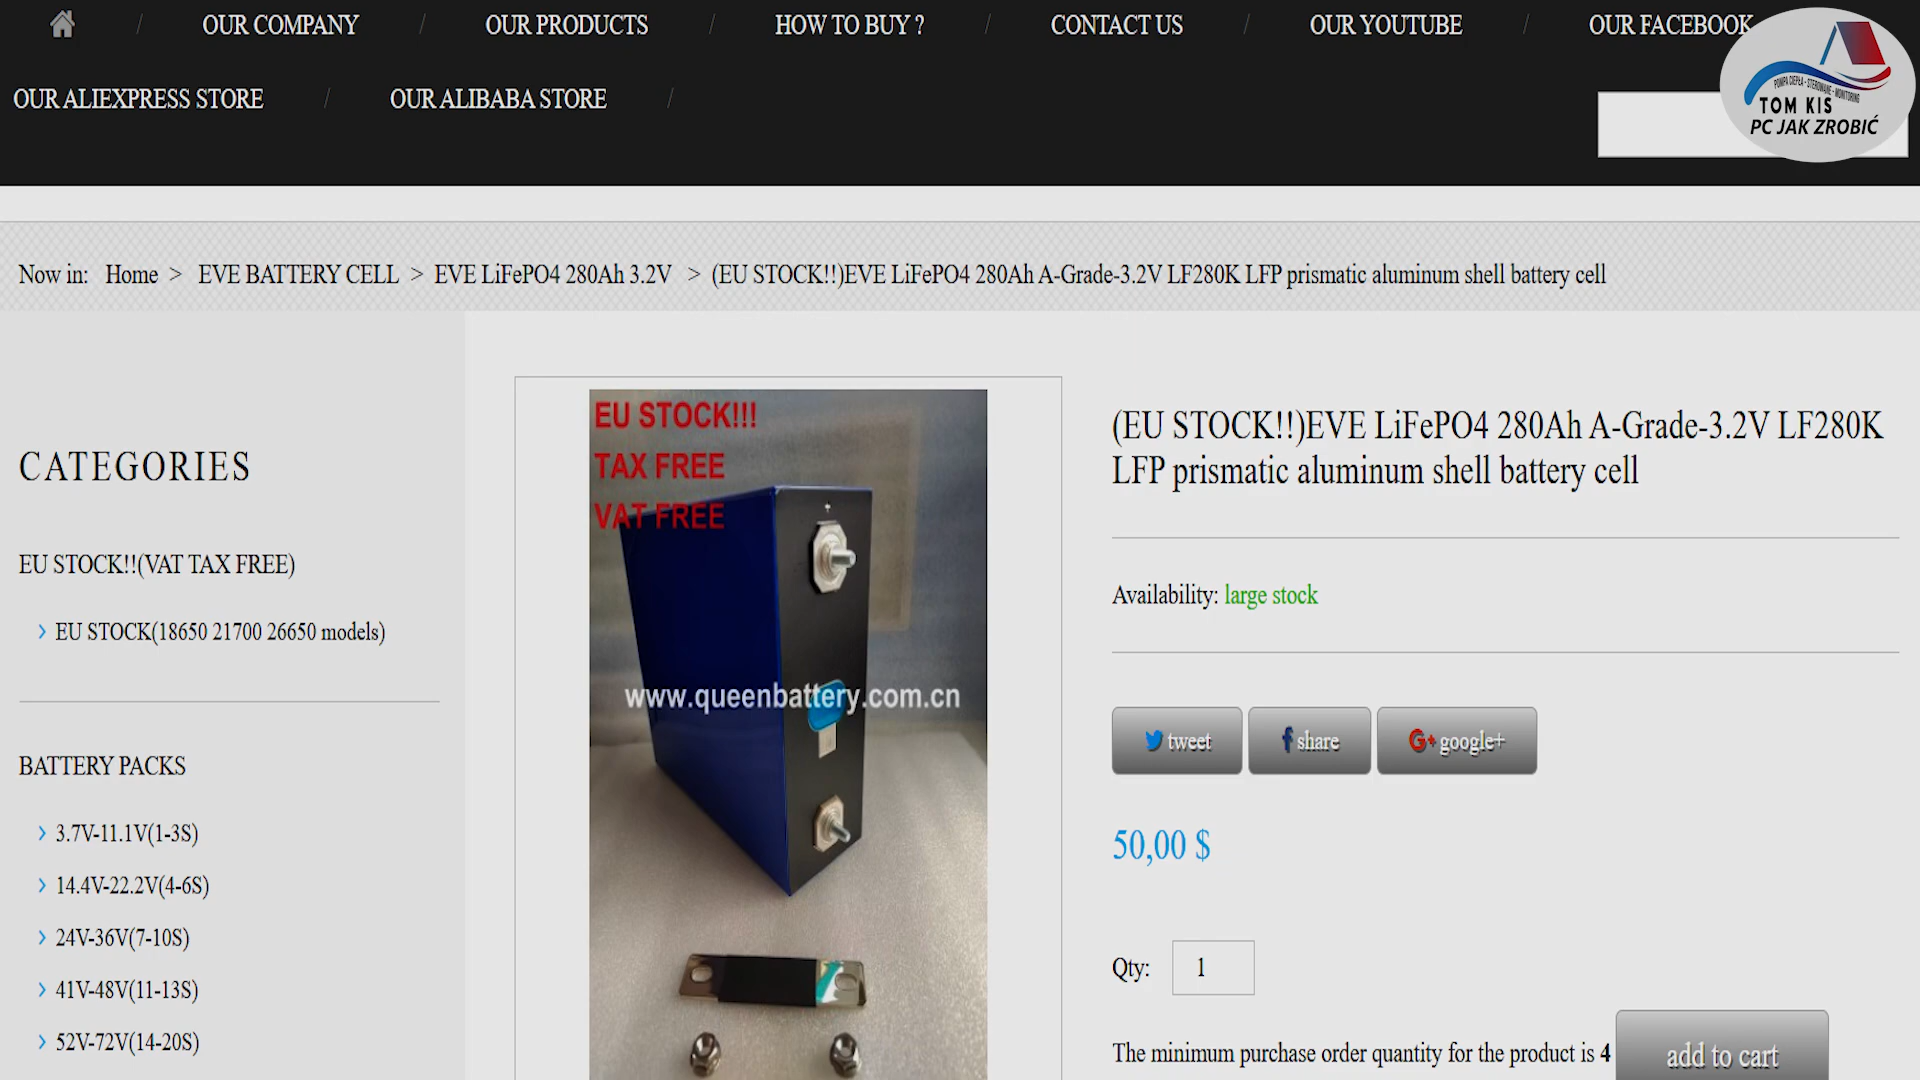 OUR COMPANY / OUR PRODUCTS / HOW TO BUY ? / CONTACT US / OUR YOUTUBE / OUR FACEBOOK
OUR ALIEXPRESS STORE / OUR ALIBABA STORE /
POMPA CIEPŁA - STEROWANIE - MONITORING
TOM KIS
PC JAK ZROBIĆ
Now in: Home > EVE BATTERY CELL > EVE LiFePO4 280Ah 3.2V > (EU STOCK!!)EVE LiFePO4 280Ah A-Grade-3.2V LF280K LFP prismatic aluminum shell battery cell
CATEGORIES
EU STOCK!!(VAT TAX FREE)
EU STOCK(18650 21700 26650 models)
BATTERY PACKS
3.7V-11.1V(1-3S)
14.4V-22.2V(4-6S)
24V-36V(7-10S)
41V-48V(11-13S)
52V-72V(14-20S)
EU STOCK!!!
TAX FREE
VAT FREE
www.queenbattery.com.cn
(EU STOCK!!)EVE LiFePO4 280Ah A-Grade-3.2V LF280K
LFP prismatic aluminum shell battery cell
Availability: large stock
tweet share google+
50,00 $
Qty: 1
The minimum purchase order quantity for the product is 4
add to cart